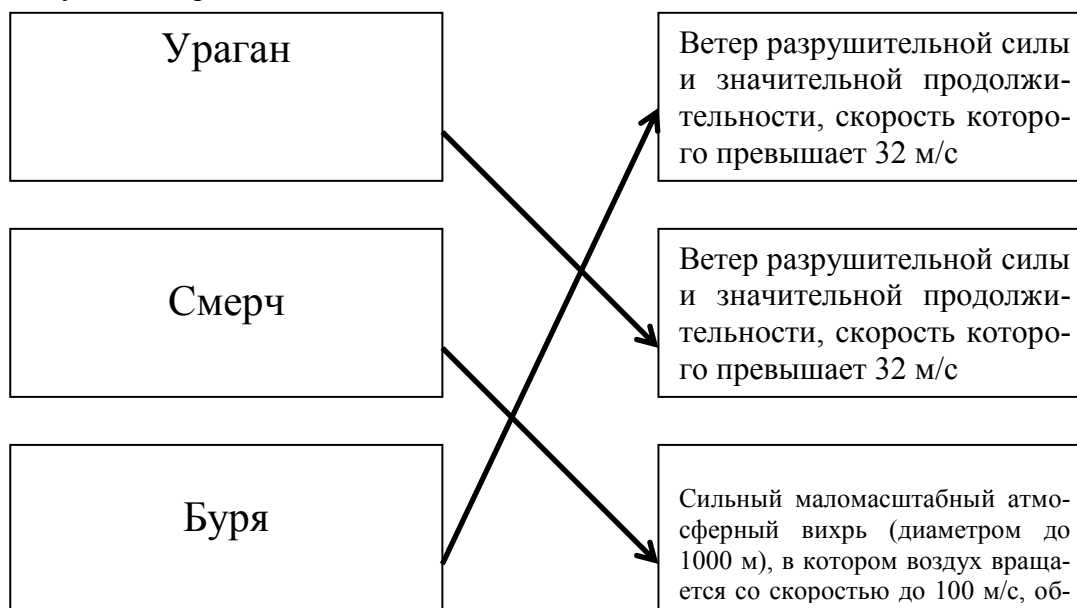 Ураган
Ветер разрушительной силы
и значительной продолжи-
тельности, скорость которо-
го превышает 32 м/с
Смерч
Ветер разрушительной силы
и значительной продолжи-
тельности, скорость которо-
го превышает 32 м/с
Буря
Сильный маломасштабный атмо-
сферный вихрь (диаметром до
1000 м), в котором воздух враща-
ется со скоростью до 100 м/с, об-